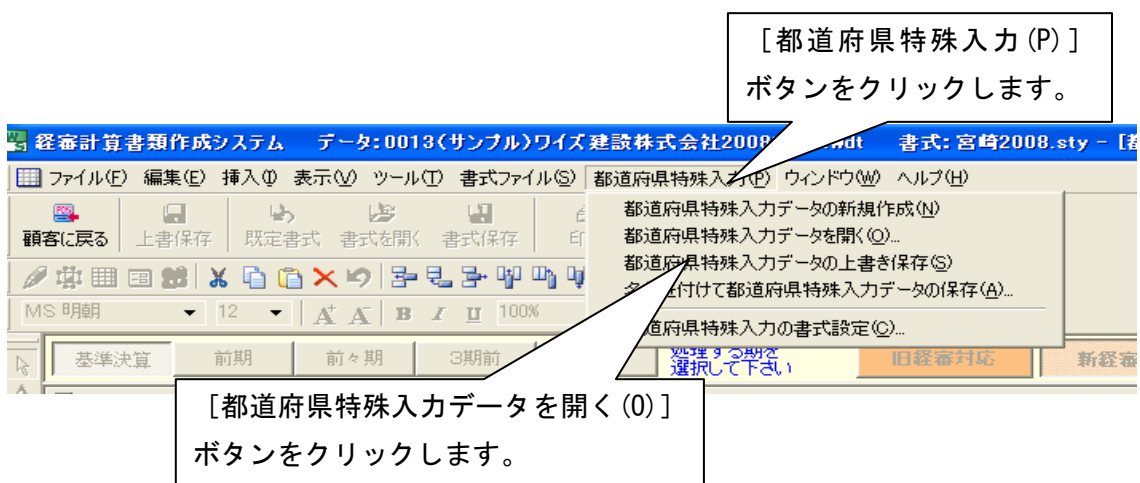 [都道府県特殊入力(P)]
ボタンをクリックします。
経審計算書類作成システム データ:0013(サンプル)ワイズ建設株式会社2008 書式:宮崎2008.sty - [
ファイル(F) 編集(E) 挿入(I) 表示(V) ツール(T) 書式ファイル(S) 都道府県特殊入力(P) ウィンドウ(W) ヘルプ(H)
都道府県特殊入力データの新規作成(N)
都道府県特殊入力データを開く(O)...
都道府県特殊入力データの上書き保存(S)
名前を付けて都道府県特殊入力データの保存(A)...
都道府県特殊入力の書式設定(C)...
顧客に戻る 上書保存 既定書式 書式を開く 書式保存
MS 明朝 12 A A B I U 100%
基準決算 前期 前々期 3期前 処理する期を 旧経審対応 新経審
選択して下さい
[都道府県特殊入力データを開く(O)]
ボタンをクリックします。